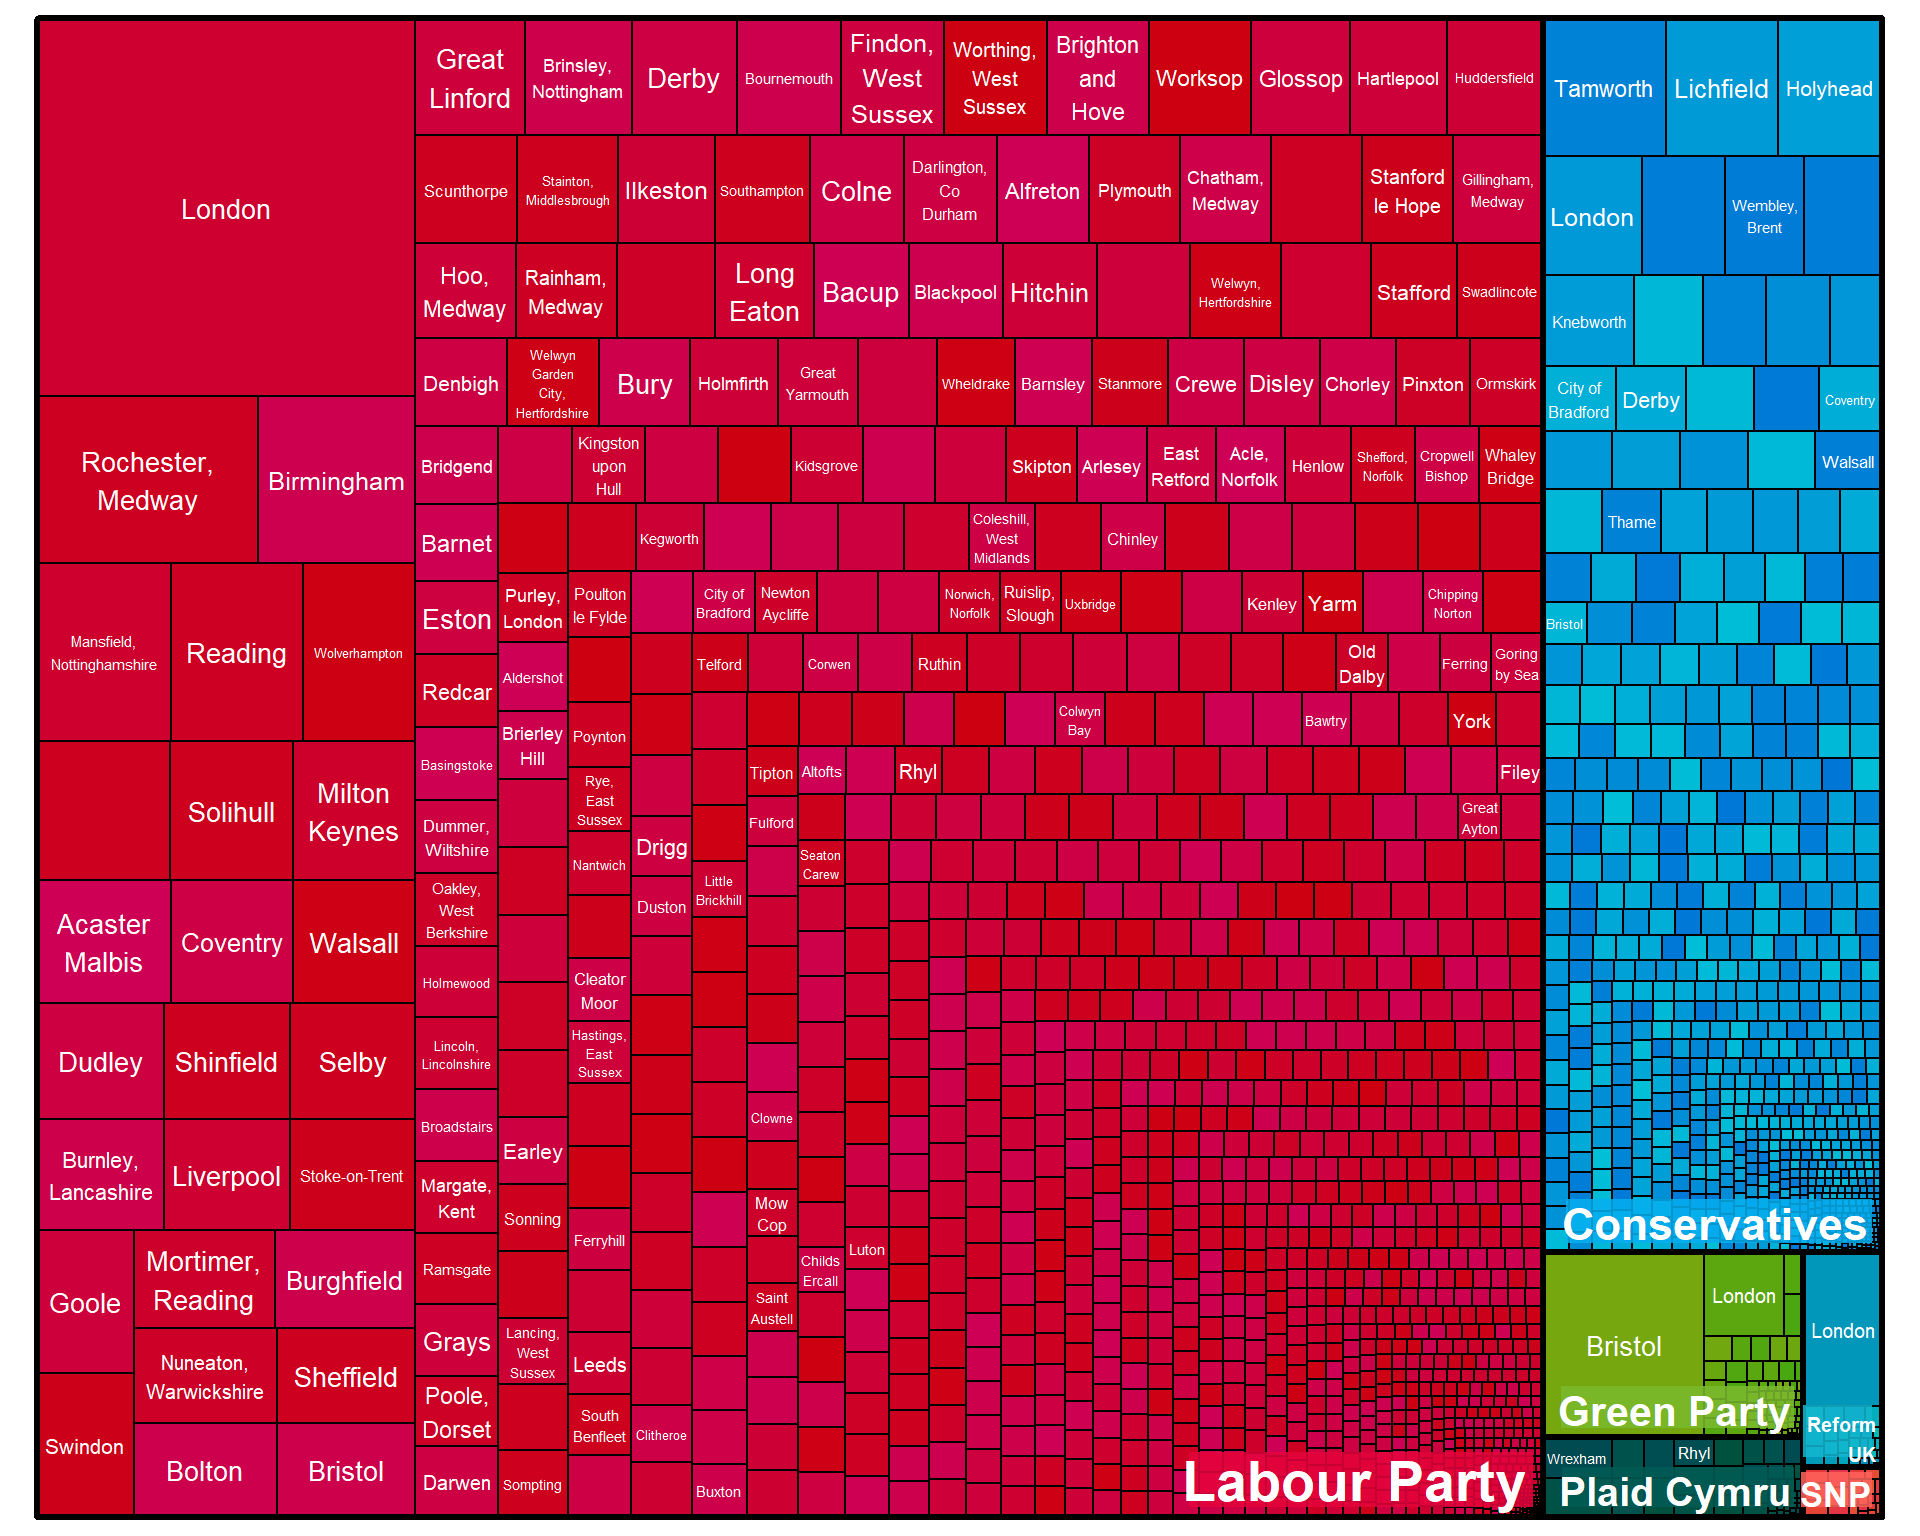 London
Rochester,
Medway
Birmingham
Mansfield,
Nottinghamshire
Reading
Wolverhampton
Solihull
Milton
Keynes
Acaster
Malbis
Coventry
Walsall
Dudley
Shinfield
Selby
Burnley,
Lancashire
Liverpool
Stoke-on-Trent
Goole
Mortimer,
Reading
Burghfield
Nuneaton,
Warwickshire
Sheffield
Swindon
Bolton
Bristol
Great
Linford
Brinsley,
Nottingham
Derby
Bournemouth
Findon,
West
Sussex
Worthing,
West
Sussex
Brighton
and
Hove
Worksop
Glossop
Hartlepool
Huddersfield
Scunthorpe
Stainton,
Middlesbrough
Ilkeston
Southampton
Colne
Darlington,
Co
Durham
Alfreton
Plymouth
Chatham,
Medway
Stanford
le Hope
Gillingham,
Medway
Hoo,
Medway
Rainham,
Medway
Long
Eaton
Bacup
Blackpool
Hitchin
Welwyn,
Hertfordshire
Stafford
Swadlincote
Denbigh
Welwyn
Garden
City,
Hertfordshire
Bury
Holmfirth
Great
Yarmouth
Wheldrake
Barnsley
Stanmore
Crewe
Disley
Chorley
Pinxton
Ormskirk
Bridgend
Kingston
upon
Hull
Kidsgrove
Skipton
Arlesey
East
Retford
Acle,
Norfolk
Henlow
Shefford,
Norfolk
Cropwell
Bishop
Whaley
Bridge
Barnet
Kegworth
Coleshill,
West
Midlands
Chinley
Eston
Purley,
London
Poulton
le Fylde
City of
Bradford
Newton
Aycliffe
Norwich,
Norfolk
Ruislip,
Slough
Uxbridge
Kenley
Yarm
Chipping
Norton
Redcar
Aldershot
Telford
Corwen
Ruthin
Old
Dalby
Ferring
Goring
by Sea
Basingstoke
Brierley
Hill
Poynton
Colwyn
Bay
Bawtry
York
Rye,
East
Sussex
Tipton
Altofts
Rhyl
Filey
Dummer,
Wiltshire
Nantwich
Drigg
Fulford
Great
Ayton
Oakley,
West
Berkshire
Duston
Little
Brickhill
Seaton
Carew
Holmewood
Cleator
Moor
Lincoln,
Lincolnshire
Hastings,
East
Sussex
Broadstairs
Earley
Clowne
Margate,
Kent
Sonning
Ferryhill
Mow
Cop
Luton
Ramsgate
Childs
Ercall
Saint
Austell
Grays
Lancing,
West
Sussex
Leeds
Poole,
Dorset
South
Benfleet
Clitheroe
Darwen
Sompting
Buxton
Labour Party
Tamworth
Lichfield
Holyhead
London
Wembley,
Brent
Knebworth
City of
Bradford
Derby
Coventry
Walsall
Thame
Bristol
Conservatives
Bristol
London
Green Party
London
Reform
UK
Wrexham
Rhyl
Plaid Cymru
SNP